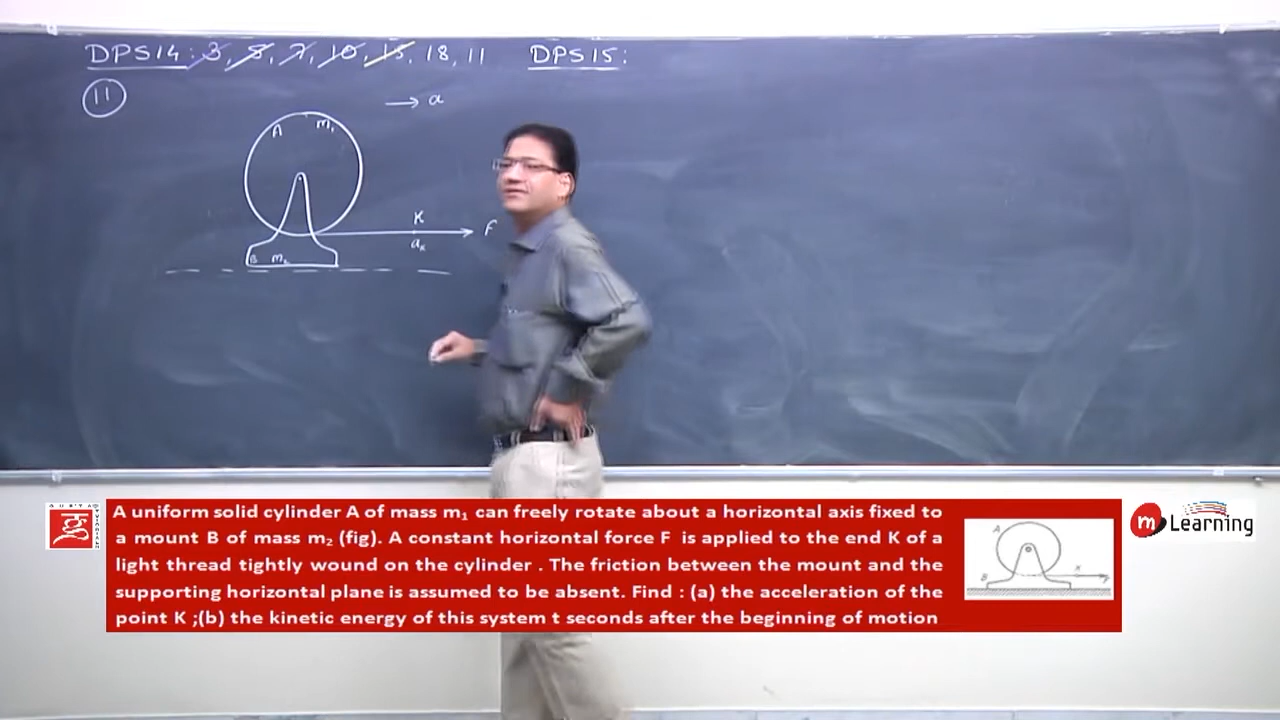 DPS14: 3, 8, 7, 10, 15, 18, 11 DPS15:
11
→ a
A m₁
K
F
aₖ
B m₂
A uniform solid cylinder A of mass m₁ can freely rotate about a horizontal axis fixed to
a mount B of mass m₂ (fig). A constant horizontal force F is applied to the end K of a
light thread tightly wound on the cylinder . The friction between the mount and the
supporting horizontal plane is assumed to be absent. Find : (a) the acceleration of the
point K ;(b) the kinetic energy of this system t seconds after the beginning of motion
A
B
K
F
m Learning